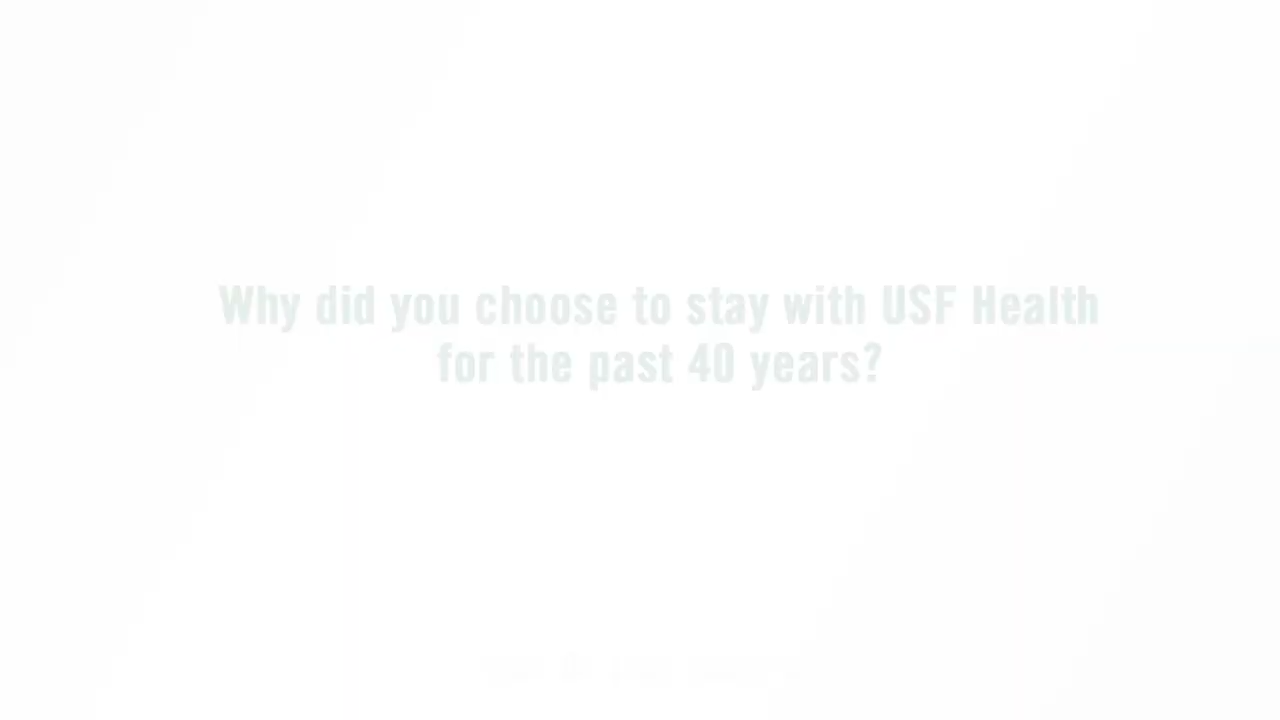 Why did you choose to stay with USF Health
for the past 40 years?